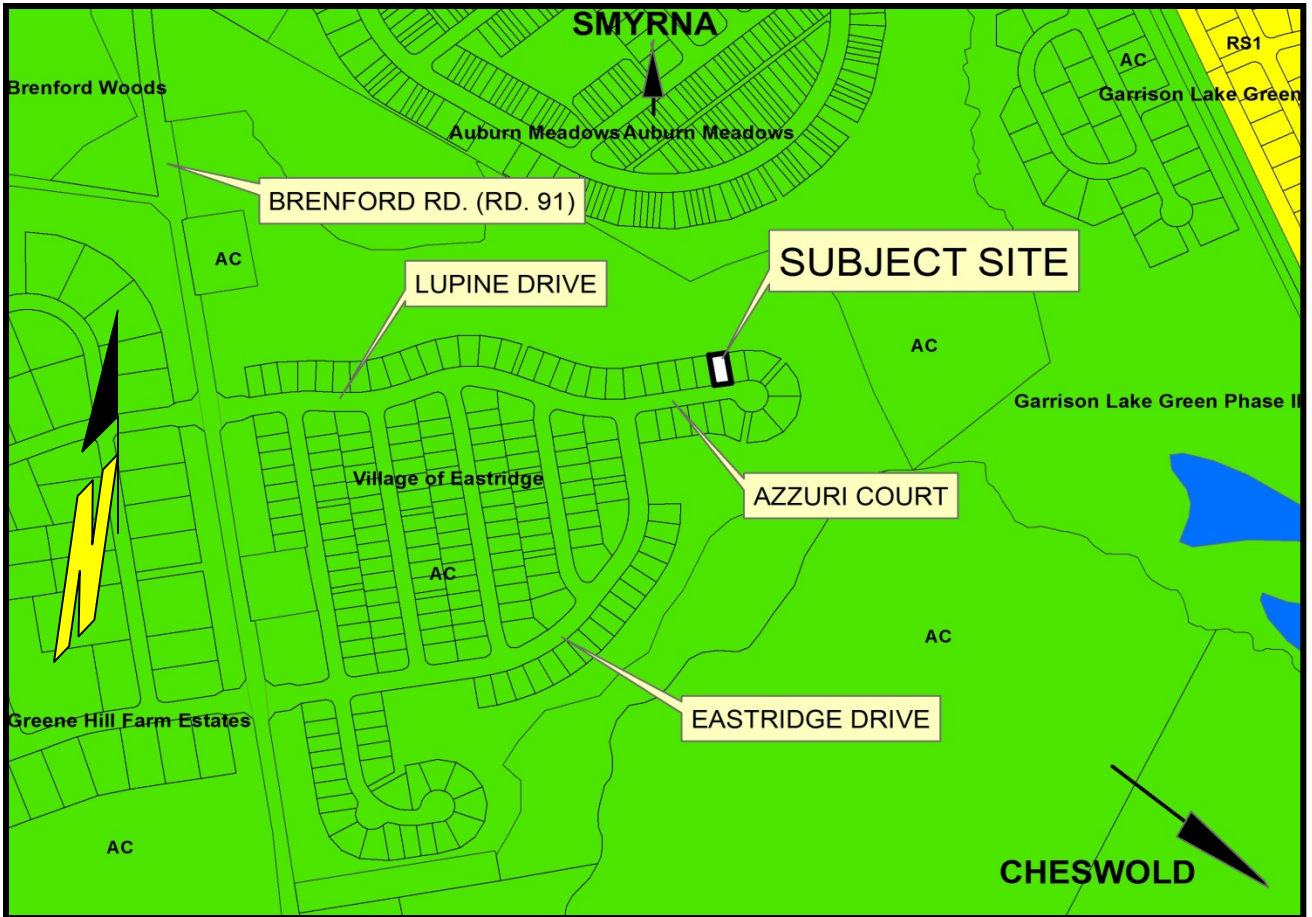 SMYRNA
RS1
AC
Brenford Woods
Garrison Lake Green
Auburn Meadows Auburn Meadows
BRENFORD RD. (RD. 91)
SUBJECT SITE
AC
LUPINE DRIVE
AC
Garrison Lake Green Phase II
Village of Eastridge
AZZURI COURT
N
AC
AC
EASTRIDGE DRIVE
Greene Hill Farm Estates
AC
CHESWOLD